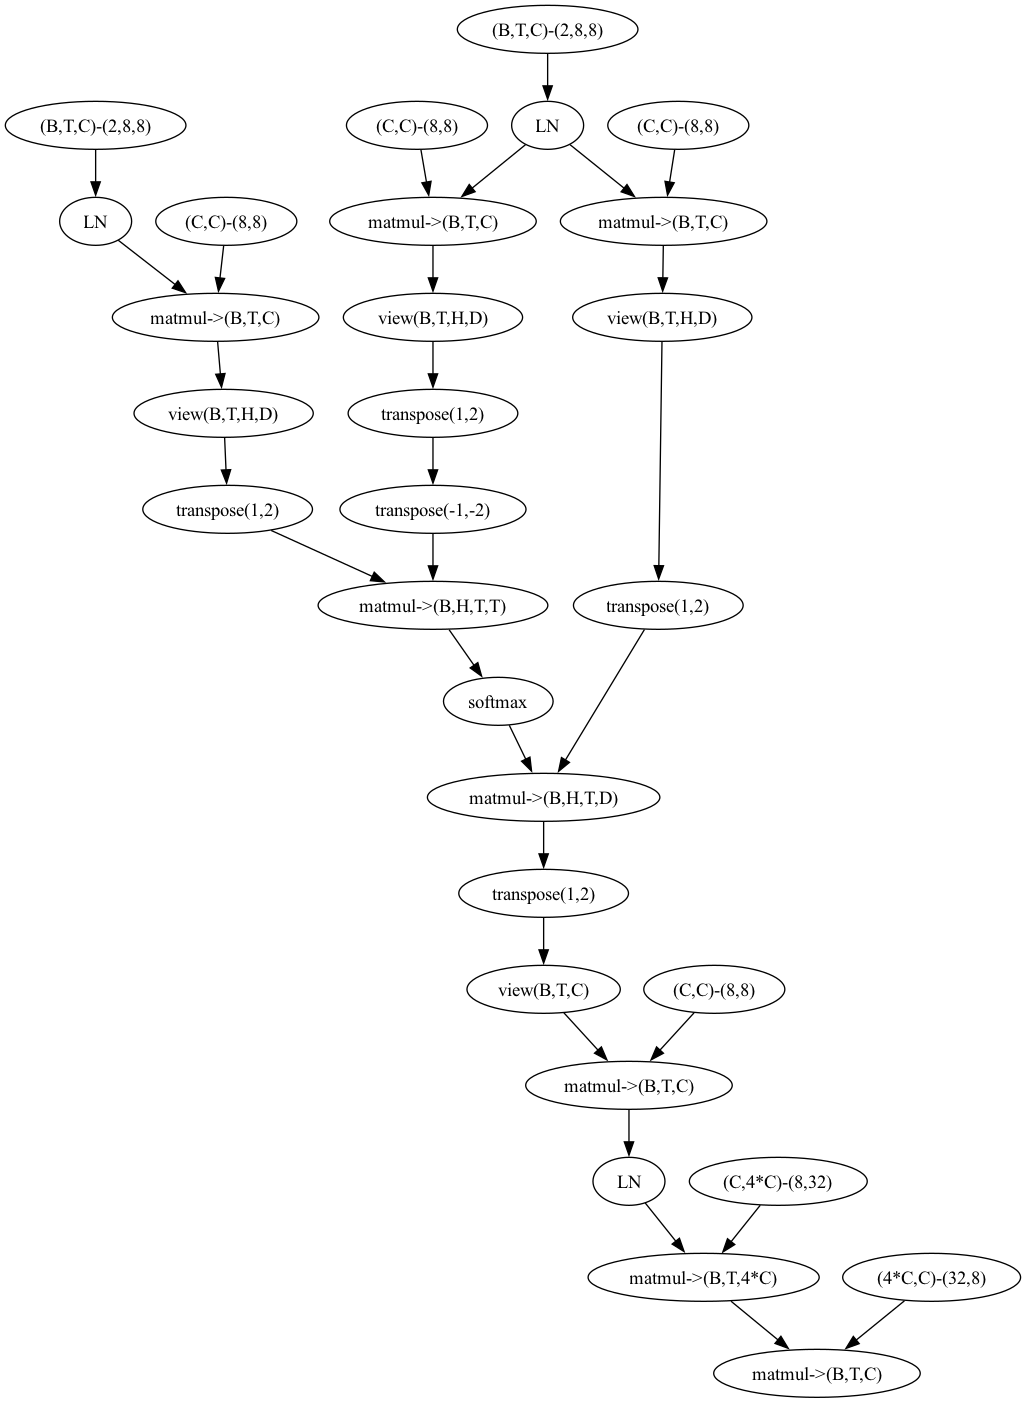 (B,T,C)-(2,8,8)
(B,T,C)-(2,8,8)
(C,C)-(8,8)
LN
(C,C)-(8,8)
LN
(C,C)-(8,8)
matmul->(B,T,C)
matmul->(B,T,C)
matmul->(B,T,C)
view(B,T,H,D)
view(B,T,H,D)
view(B,T,H,D)
transpose(1,2)
transpose(1,2)
transpose(-1,-2)
matmul->(B,H,T,T)
transpose(1,2)
softmax
matmul->(B,H,T,D)
transpose(1,2)
view(B,T,C)
(C,C)-(8,8)
matmul->(B,T,C)
LN
(C,4*C)-(8,32)
matmul->(B,T,4*C)
(4*C,C)-(32,8)
matmul->(B,T,C)